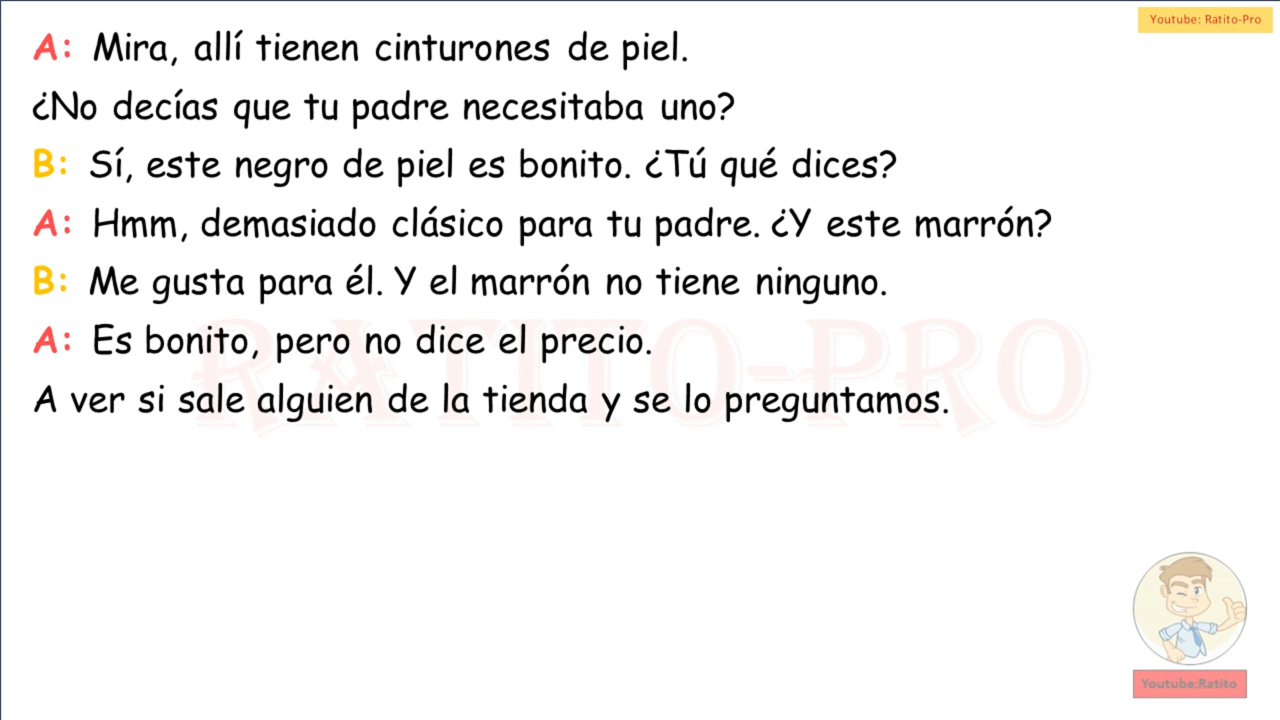 Youtube: Ratito-Pro
A: Mira, allí tienen cinturones de piel.
¿No decías que tu padre necesitaba uno?
B: Sí, este negro de piel es bonito. ¿Tú qué dices?
A: Hmm, demasiado clásico para tu padre. ¿Y este marrón?
B: Me gusta para él. Y el marrón no tiene ninguno.
A: Es bonito, pero no dice el precio.
A ver si sale alguien de la tienda y se lo preguntamos.
RATITO-PRO
Youtube:Ratito